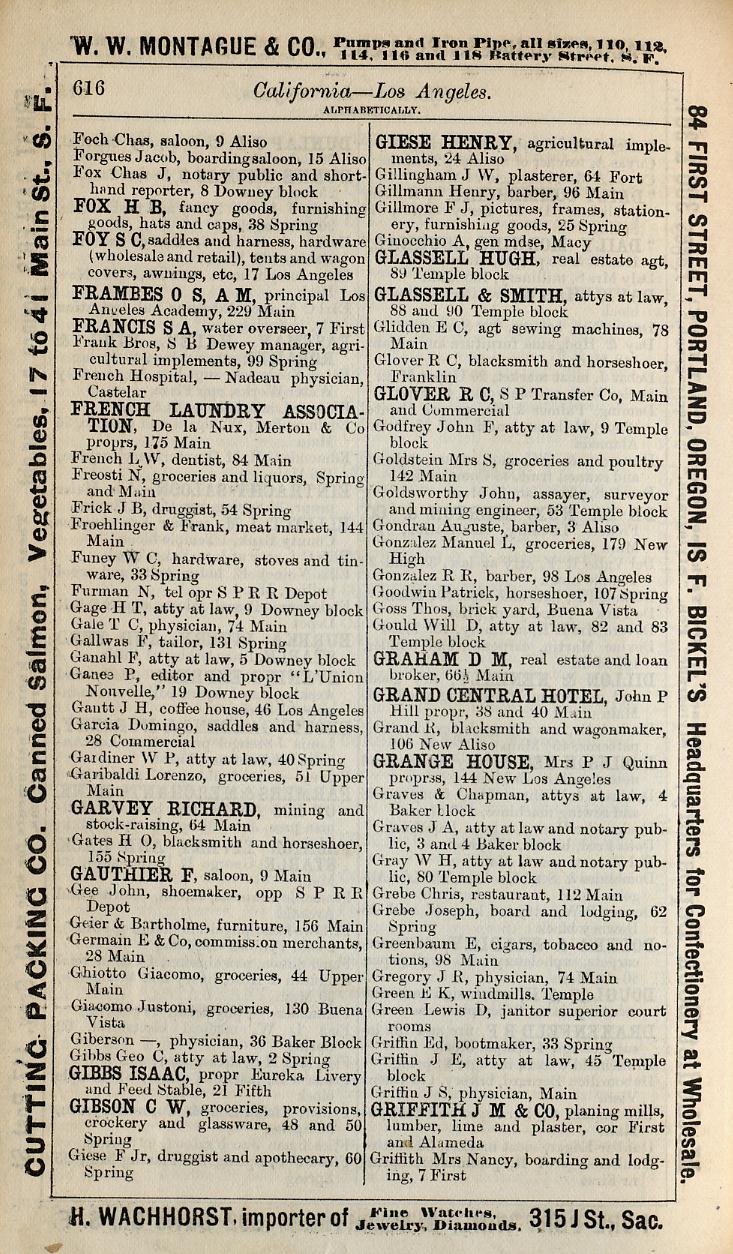 W. W. MONTAGUE & CO., Pumps and Iron Pipe, all sizes, 110, 112,
114, 116 and 118 Battery Street, S. F.
616
California—Los Angeles.
ALPHABETICALLY.
Foch Chas, saloon, 9 Aliso
Forgues Jacob, boarding saloon, 15 Aliso
Fox Chas J, notary public and short-
hand reporter, 8 Downey block
FOX H B, fancy goods, furnishing
goods, hats and caps, 38 Spring
FOY S C, saddles and harness, hardware
(wholesale and retail), tents and wagon
covers, awnings, etc, 17 Los Angeles
FRAMBES O S, A M, principal Los
Angeles Academy, 229 Main
FRANCIS S A, water overseer, 7 First
Frank Bros, S B Dewey manager, agri-
cultural implements, 99 Spring
French Hospital, — Nadeau physician,
Castelar
FRENCH LAUNDRY ASSOCIA-
TION, De la Nux, Merton & Co
proprs, 175 Main
French L W, dentist, 84 Main
Freosti N, groceries and liquors, Spring
and Main
Frick J B, druggist, 54 Spring
Froehlinger & Frank, meat market, 144
Main
Funey W C, hardware, stoves and tin-
ware, 33 Spring
Furman N, tel opr S P R R Depot
Gage H T, atty at law, 9 Downey block
Gale T C, physician, 74 Main
Gallwas F, tailor, 131 Spring
Ganahl F, atty at law, 5 Downey block
Ganee P, editor and propr "L'Union
Nouvelle," 19 Downey block
Gantt J H, coffee house, 46 Los Angeles
Garcia Domingo, saddles and harness,
28 Commercial
Gardiner W P, atty at law, 40 Spring
Garibaldi Lorenzo, groceries, 51 Upper
Main
GARVEY RICHARD, mining and
stock-raising, 64 Main
Gates H O, blacksmith and horseshoer,
155 Spring
GAUTHIER F, saloon, 9 Main
Gee John, shoemaker, opp S P R R
Depot
Geier & Bartholme, furniture, 156 Main
Germain E & Co, commission merchants,
28 Main
Ghiotto Giacomo, groceries, 44 Upper
Main
Giacomo Justoni, groceries, 130 Buena
Vista
Giberson —, physician, 36 Baker Block
Gibbs Geo C, atty at law, 2 Spring
GIBBS ISAAC, propr Eureka Livery
and Feed Stable, 21 Fifth
GIBSON C W, groceries, provisions,
crockery and glassware, 48 and 50
Spring
Giese F Jr, druggist and apothecary, 60
Spring
GIESE HENRY, agricultural imple-
ments, 24 Aliso
Gillingham J W, plasterer, 64 Fort
Gillmann Henry, barber, 96 Main
Gillmore F J, pictures, frames, station-
ery, furnishing goods, 25 Spring
Ginocchio A, gen mdse, Macy
GLASSELL HUGH, real estate agt,
89 Temple block
GLASSELL & SMITH, attys at law,
88 and 90 Temple block
Glidden E C, agt sewing machines, 78
Main
Glover R C, blacksmith and horseshoer,
Franklin
GLOVER R C, S P Transfer Co, Main
and Commercial
Godfrey John F, atty at law, 9 Temple
block
Goldstein Mrs S, groceries and poultry
142 Main
Goldsworthy John, assayer, surveyor
and mining engineer, 53 Temple block
Gondran Auguste, barber, 3 Aliso
Gonzalez Manuel L, groceries, 179 New
High
Gonzalez R R, barber, 98 Los Angeles
Goodwin Patrick, horseshoer, 107 Spring
Goss Thos, brick yard, Buena Vista
Gould Will D, atty at law, 82 and 83
Temple block
GRAHAM D M, real estate and loan
broker, 66½ Main
GRAND CENTRAL HOTEL, John P
Hill propr, 38 and 40 Main
Grand R, blacksmith and wagonmaker,
106 New Aliso
GRANGE HOUSE, Mrs P J Quinn
proprss, 144 New Los Angeles
Graves & Chapman, attys at law, 4
Baker block
Graves J A, atty at law and notary pub-
lic, 3 and 4 Baker block
Gray W H, atty at law and notary pub-
lic, 80 Temple block
Grebe Chris, restaurant, 112 Main
Grebe Joseph, board and lodging, 62
Spring
Greenbaum E, cigars, tobacco and no-
tions, 98 Main
Gregory J R, physician, 74 Main
Green E K, windmills, Temple
Green Lewis D, janitor superior court
rooms
Griffin Ed, bootmaker, 33 Spring
Griffin J E, atty at law, 45 Temple
block
Griffin J S, physician, Main
GRIFFITH J M & CO, planing mills,
lumber, lime and plaster, cor First
and Alameda
Griffith Mrs Nancy, boarding and lodg-
ing, 7 First
CUTTING PACKING CO. Canned Salmon, Vegetables, 17 to 41 Main St., S. F.
84 FIRST STREET, PORTLAND, OREGON, IS F. BICKEL'S Headquarters for Confectionery at Wholesale.
H. WACHHORST, importer of Fine Watches, Jewelry, Diamonds, 315 J St., Sac.